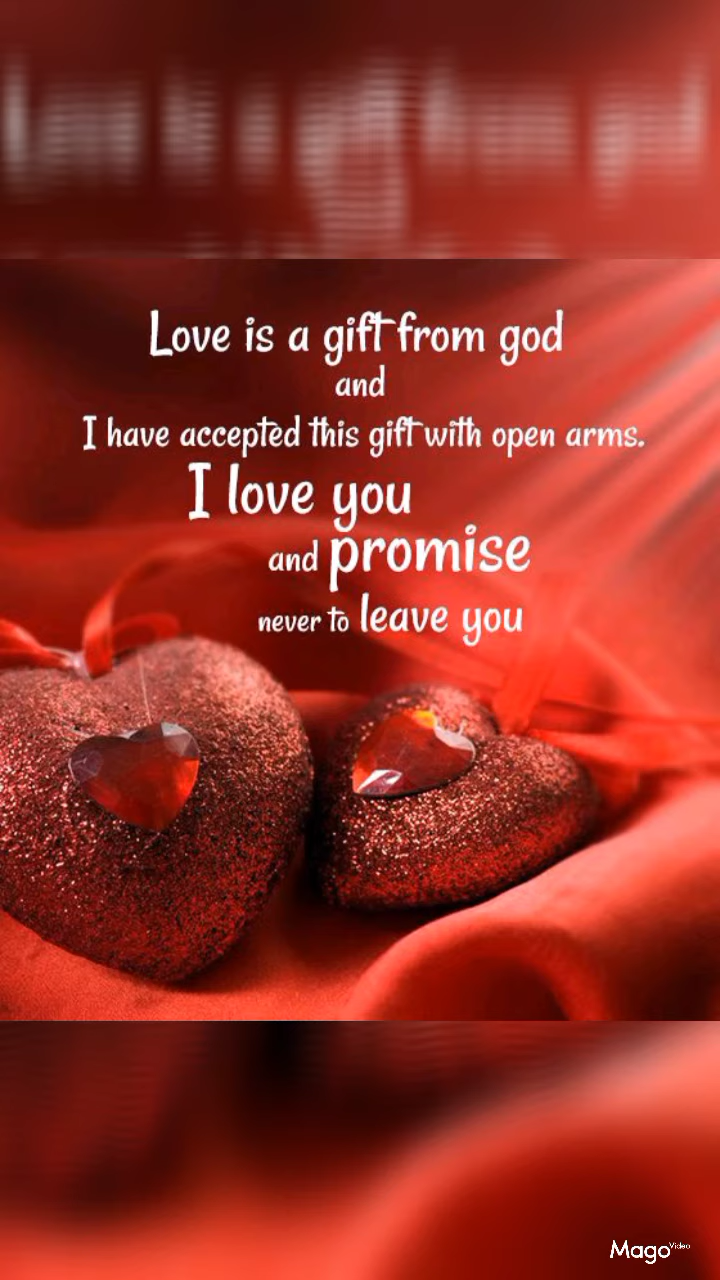 Love is a gift from god
and
I have accepted this gift with open arms.
I love you
and promise
never to leave you
Mago Video